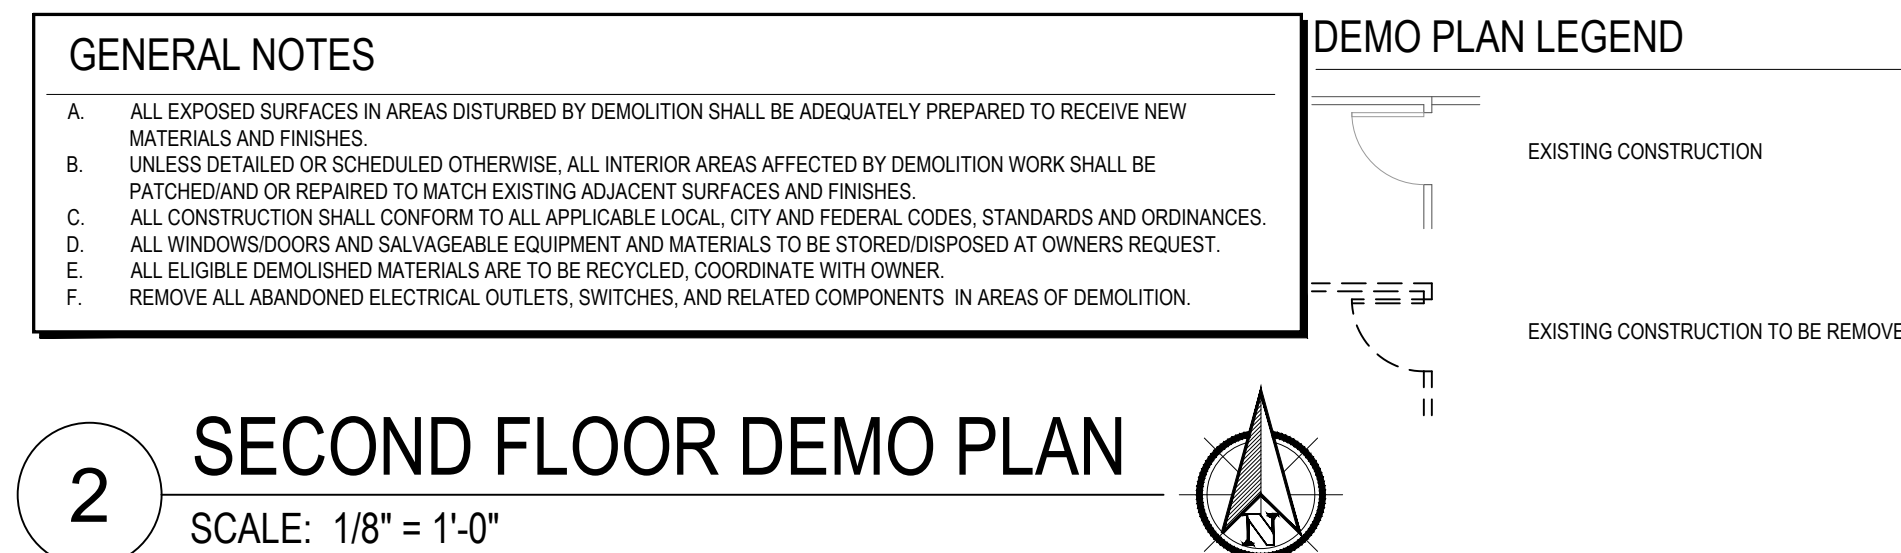 GENERAL NOTES
A. ALL EXPOSED SURFACES IN AREAS DISTURBED BY DEMOLITION SHALL BE ADEQUATELY PREPARED TO RECEIVE NEW
MATERIALS AND FINISHES.
B. UNLESS DETAILED OR SCHEDULED OTHERWISE, ALL INTERIOR AREAS AFFECTED BY DEMOLITION WORK SHALL BE
PATCHED/AND OR REPAIRED TO MATCH EXISTING ADJACENT SURFACES AND FINISHES.
C. ALL CONSTRUCTION SHALL CONFORM TO ALL APPLICABLE LOCAL, CITY AND FEDERAL CODES, STANDARDS AND ORDINANCES.
D. ALL WINDOWS/DOORS AND SALVAGEABLE EQUIPMENT AND MATERIALS TO BE STORED/DISPOSED AT OWNERS REQUEST.
E. ALL ELIGIBLE DEMOLISHED MATERIALS ARE TO BE RECYCLED, COORDINATE WITH OWNER.
F. REMOVE ALL ABANDONED ELECTRICAL OUTLETS, SWITCHES, AND RELATED COMPONENTS IN AREAS OF DEMOLITION.
DEMO PLAN LEGEND
EXISTING CONSTRUCTION
EXISTING CONSTRUCTION TO BE REMOVE
2
SECOND FLOOR DEMO PLAN
SCALE: 1/8" = 1'-0"
N